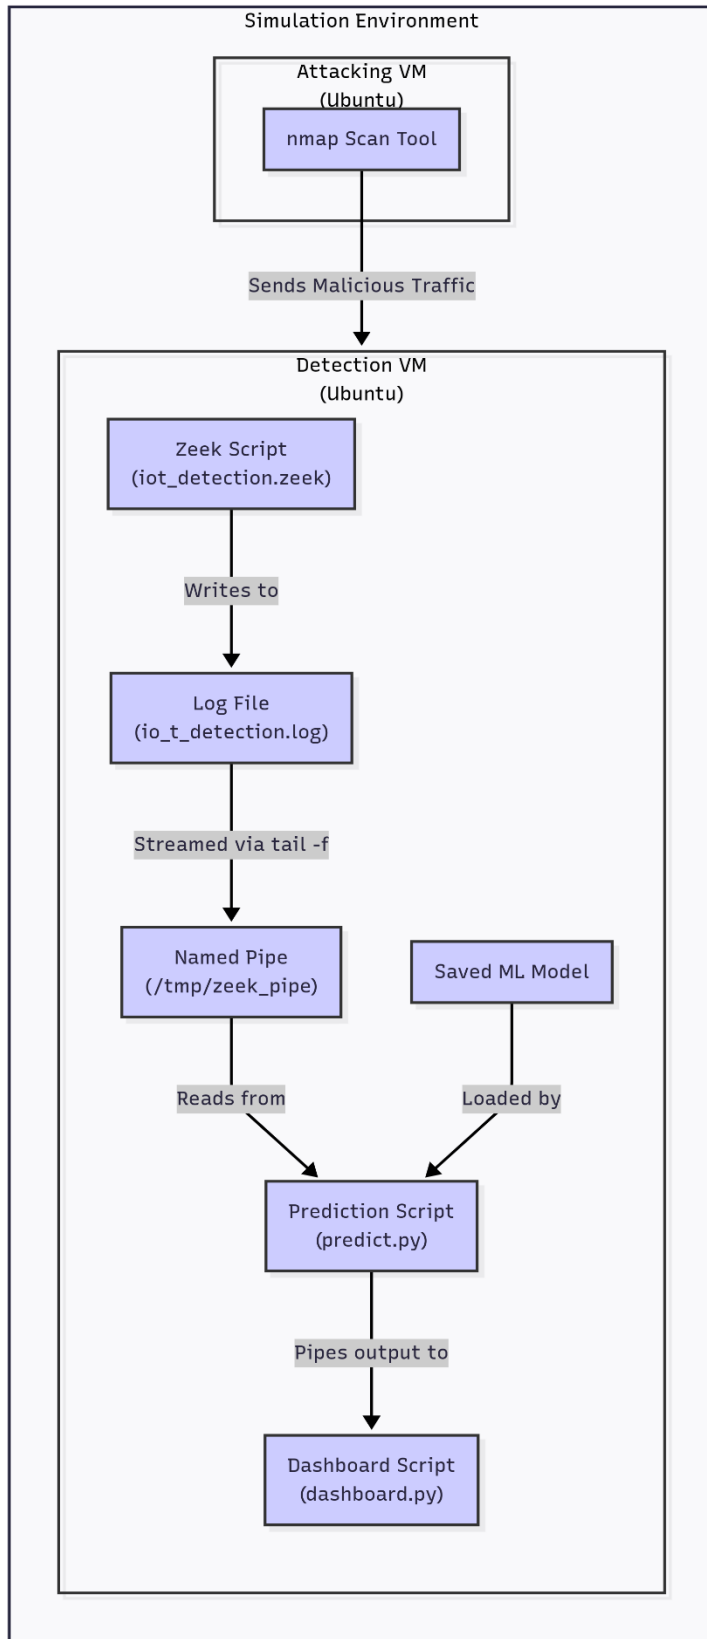 Simulation Environment
Attacking VM
(Ubuntu)
nmap Scan Tool
Sends Malicious Traffic
Detection VM
(Ubuntu)
Zeek Script
(iot_detection.zeek)
Writes to
Log File
(io_t_detection.log)
Streamed via tail -f
Named Pipe
(/tmp/zeek_pipe)
Saved ML Model
Reads from
Loaded by
Prediction Script
(predict.py)
Pipes output to
Dashboard Script
(dashboard.py)